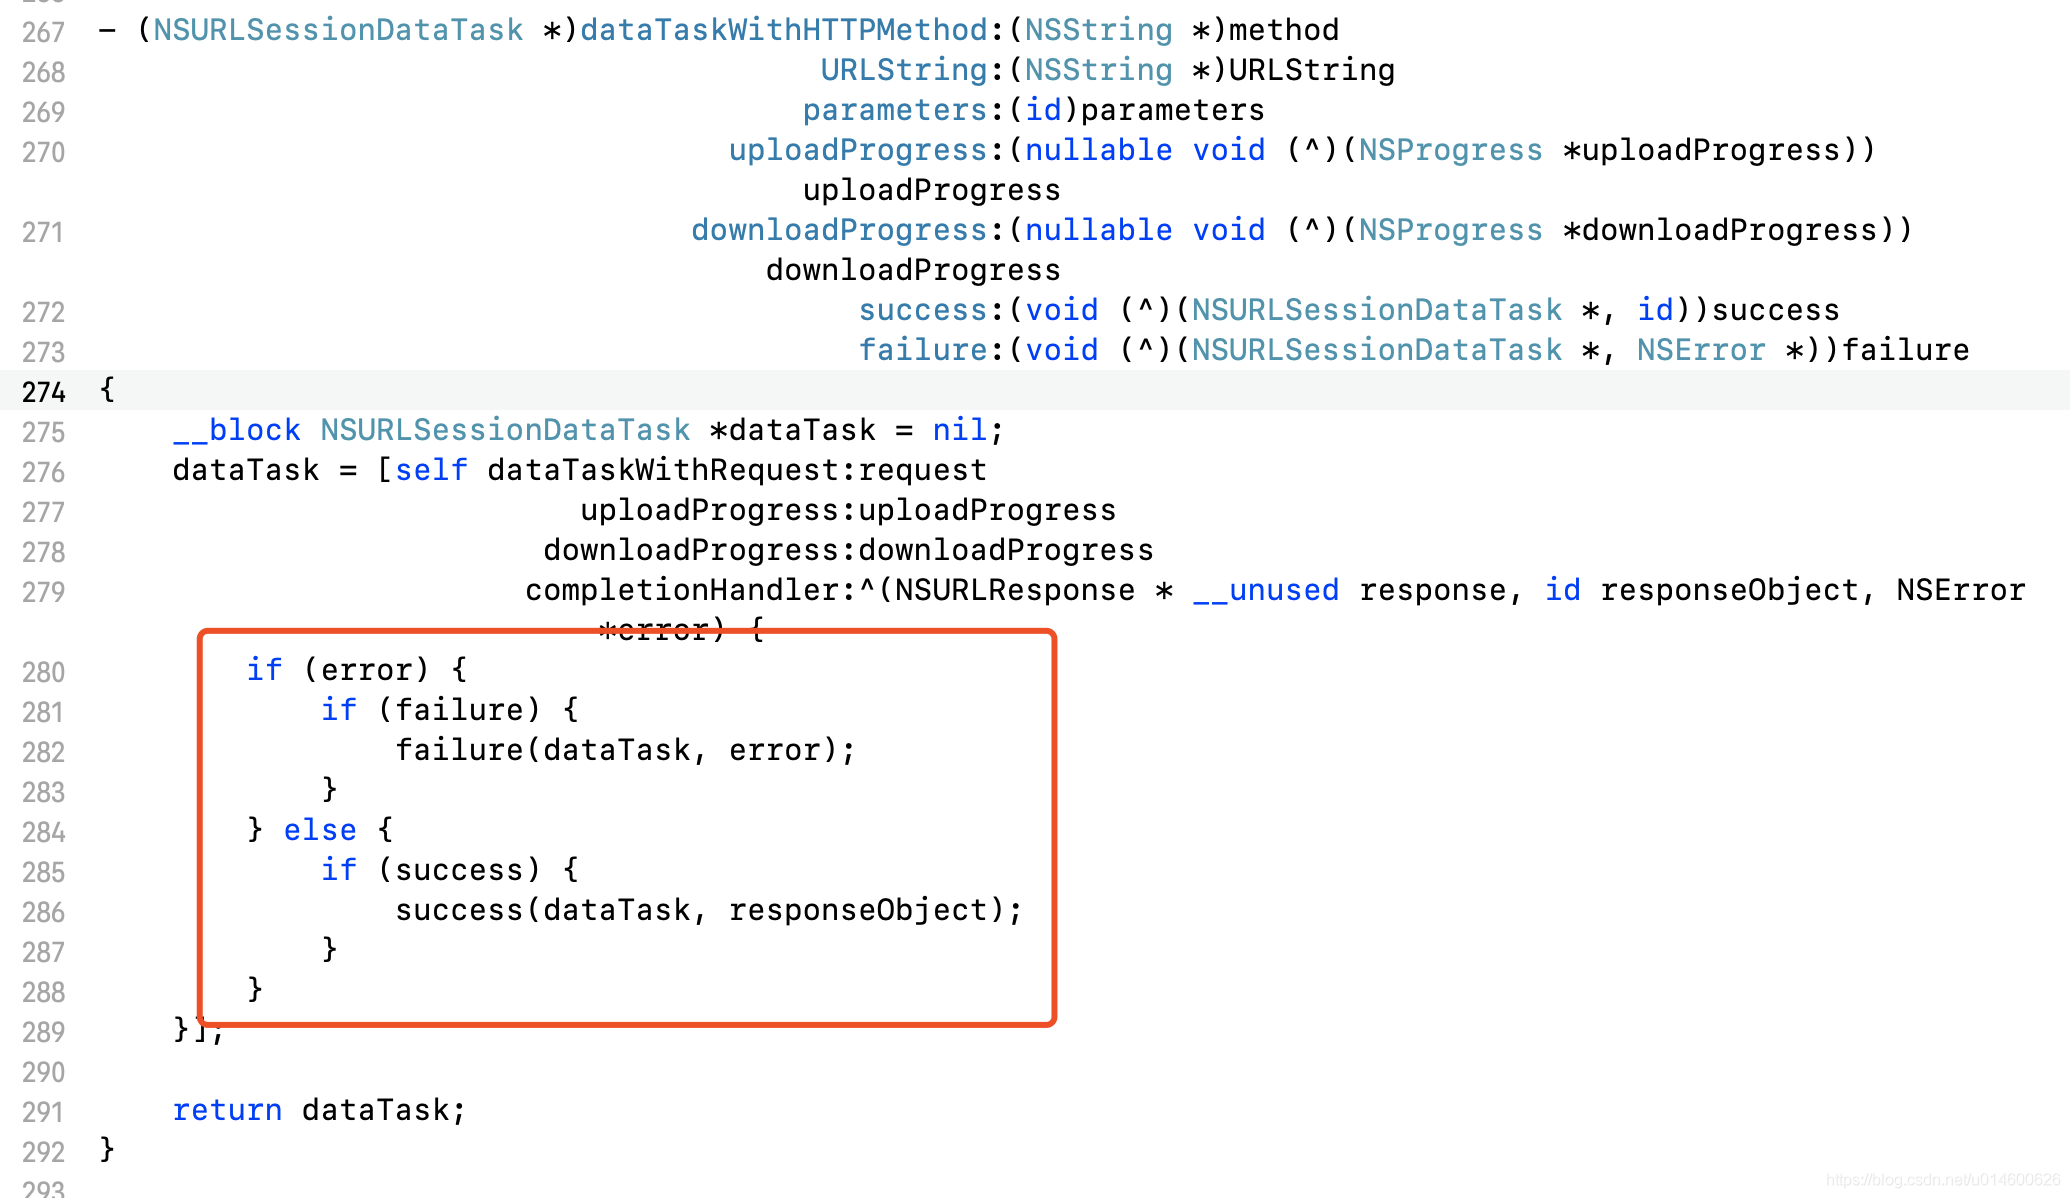 267 - (NSURLSessionDataTask *)dataTaskWithHTTPMethod:(NSString *)method
268 URLString:(NSString *)URLString
269 parameters:(id)parameters
270 uploadProgress:(nullable void (^)(NSProgress *uploadProgress))
uploadProgress
271 downloadProgress:(nullable void (^)(NSProgress *downloadProgress))
downloadProgress
272 success:(void (^)(NSURLSessionDataTask *, id))success
273 failure:(void (^)(NSURLSessionDataTask *, NSError *))failure
274 {
275 __block NSURLSessionDataTask *dataTask = nil;
276 dataTask = [self dataTaskWithRequest:request
277 uploadProgress:uploadProgress
278 downloadProgress:downloadProgress
279 completionHandler:^(NSURLResponse * __unused response, id responseObject, NSError
*error) {
280 if (error) {
281 if (failure) {
282 failure(dataTask, error);
283 }
284 } else {
285 if (success) {
286 success(dataTask, responseObject);
287 }
288 }
289 }];
290
291 return dataTask;
292 }
293
https://blog.csdn.net/u014600626